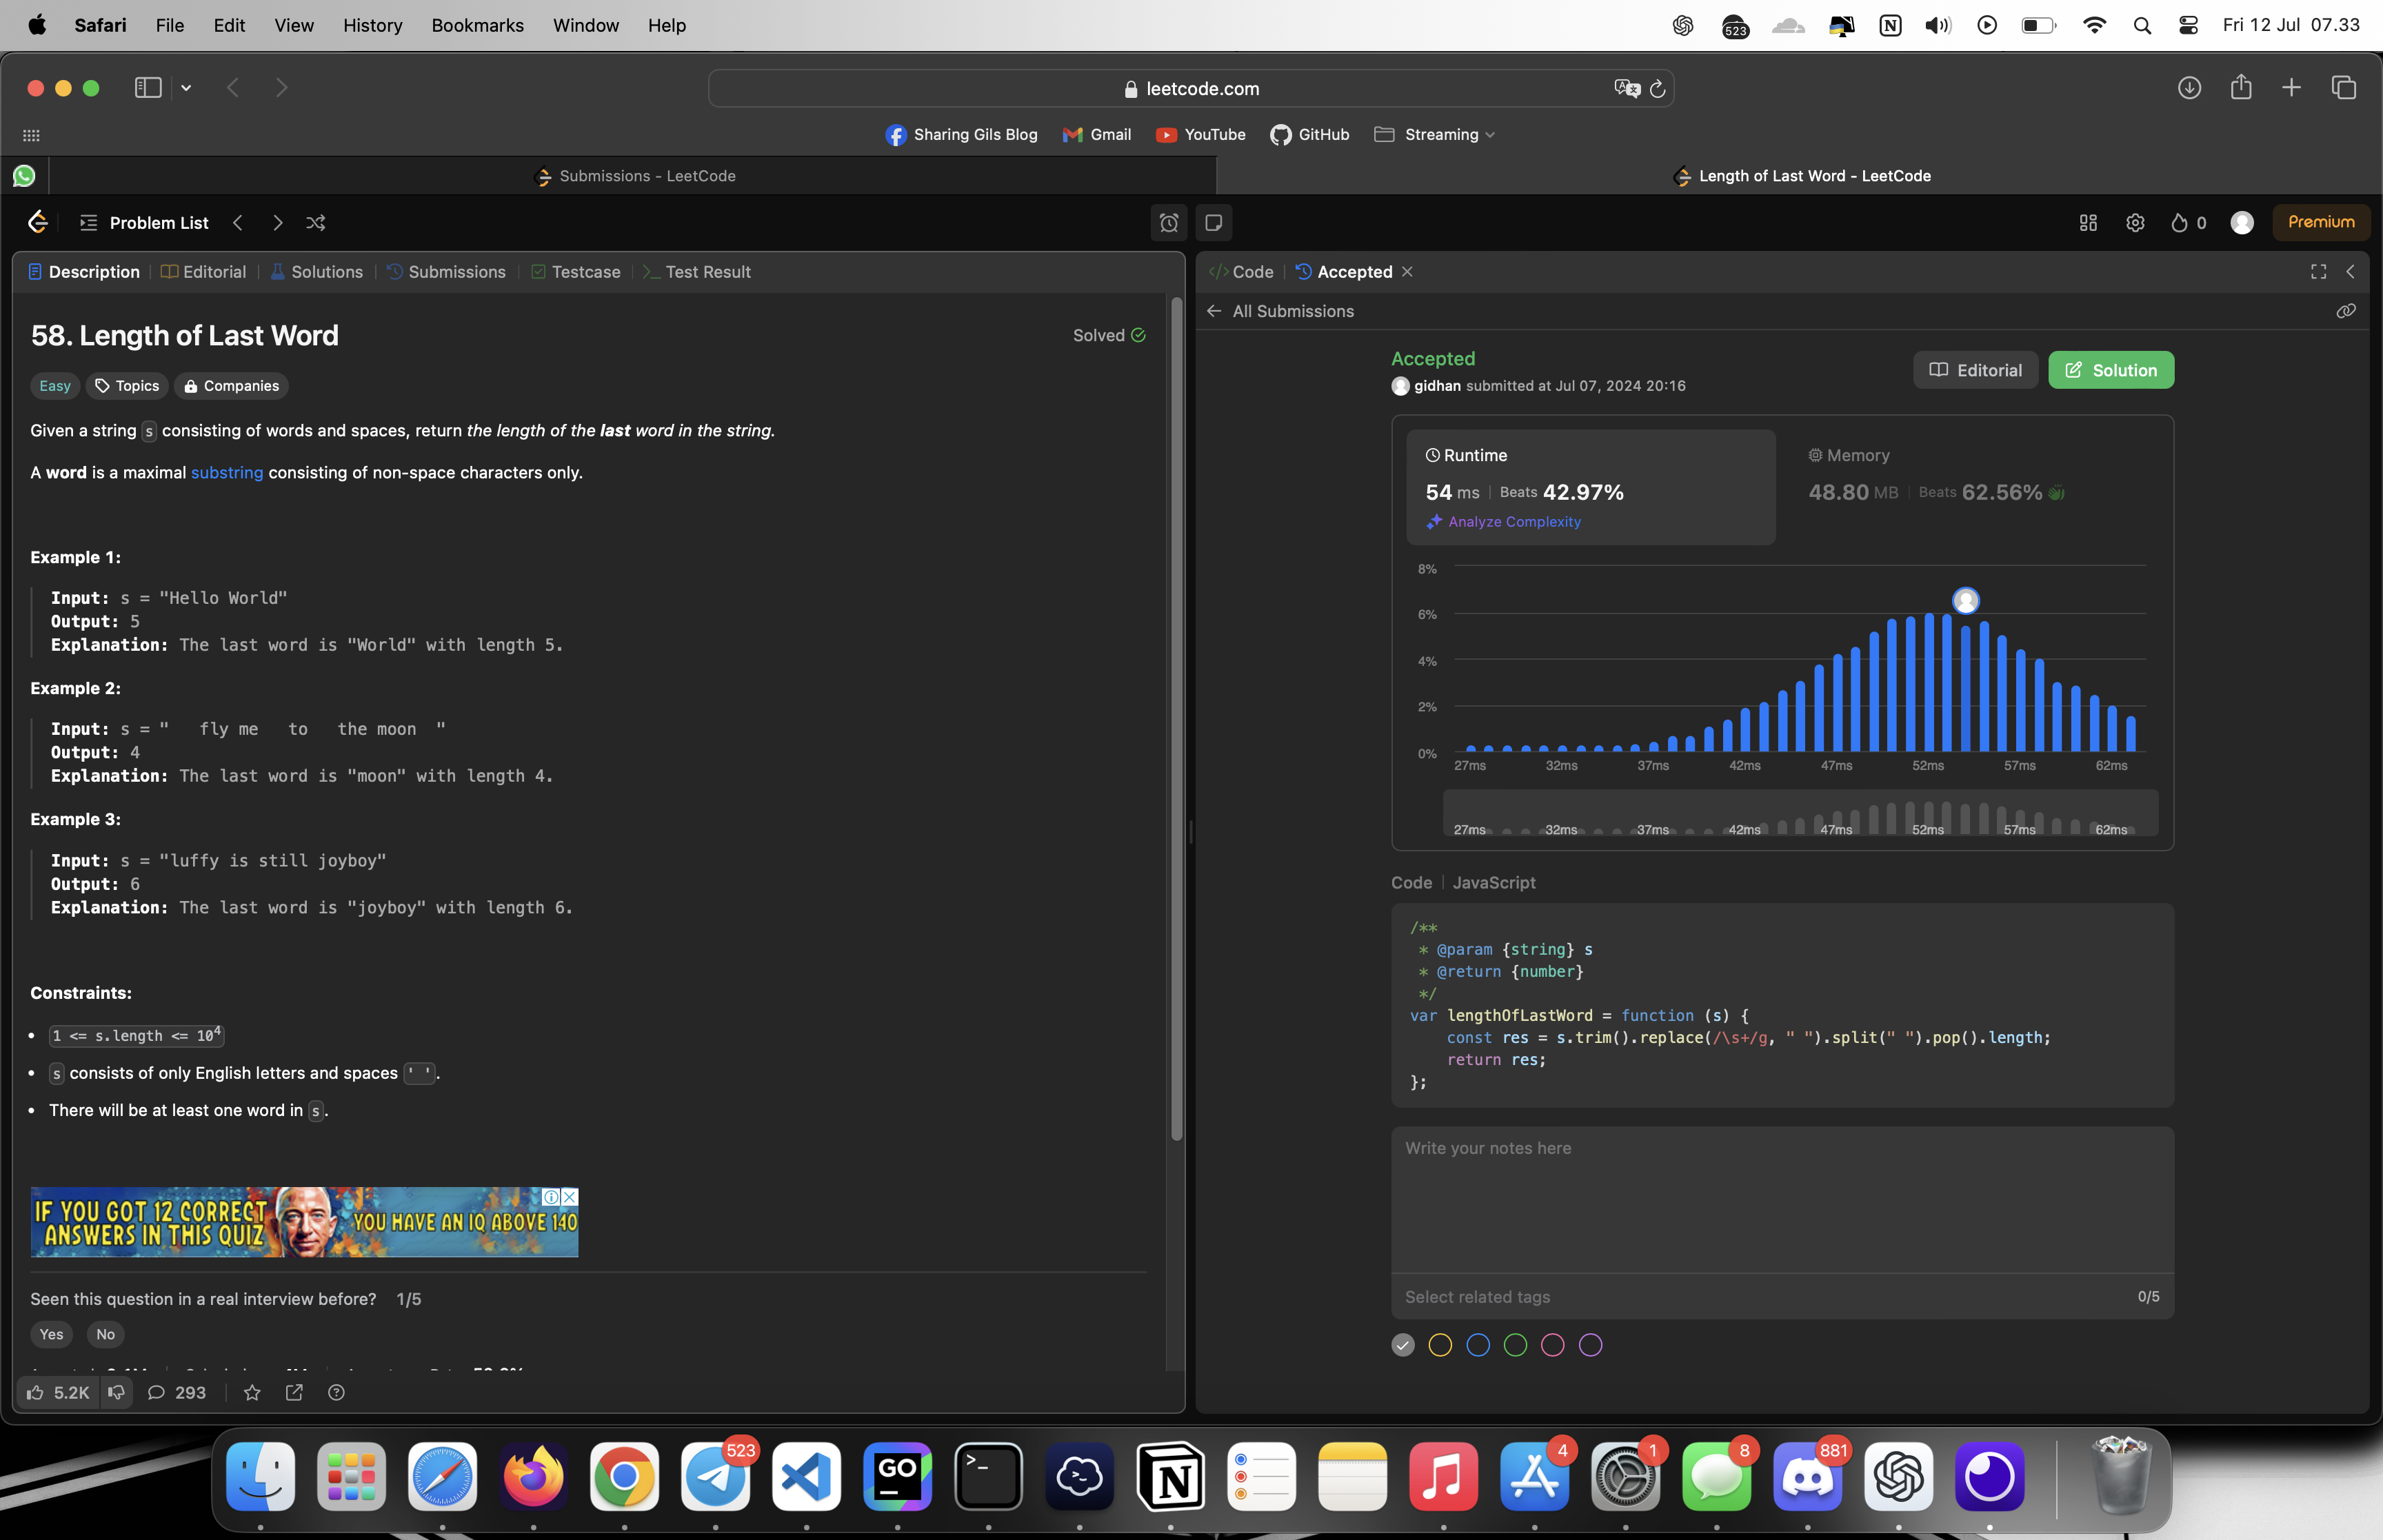 Safari File Edit View History Bookmarks Window Help
523
Fri 12 Jul 07.33
leetcode.com
Sharing Gils Blog Gmail YouTube GitHub Streaming
Submissions - LeetCode
Length of Last Word - LeetCode
Problem List
0
Premium
Description Editorial Solutions Submissions Testcase Test Result
58. Length of Last Word
Solved
Easy Topics Companies
Given a string s consisting of words and spaces, return the length of the last word in the string.
A word is a maximal substring consisting of non-space characters only.
Example 1:
Input: s = "Hello World"
Output: 5
Explanation: The last word is "World" with length 5.
Example 2:
Input: s = "   fly me   to   the moon  "
Output: 4
Explanation: The last word is "moon" with length 4.
Example 3:
Input: s = "luffy is still joyboy"
Output: 6
Explanation: The last word is "joyboy" with length 6.
Constraints:
• 1 <= s.length <= 10⁴
• s consists of only English letters and spaces ' '.
• There will be at least one word in s.
IF YOU GOT 12 CORRECT
ANSWERS IN THIS QUIZ
YOU HAVE AN IQ ABOVE 140
Seen this question in a real interview before? 1/5
Yes No
5.2K 293
</> Code Accepted
All Submissions
Accepted
gidhan submitted at Jul 07, 2024 20:16
Editorial
Solution
Runtime
54 ms | Beats 42.97%
Analyze Complexity
Memory
48.80 MB | Beats 62.56%
8%
6%
4%
2%
0%
27ms 32ms 37ms 42ms 47ms 52ms 57ms 62ms
27ms 32ms 37ms 42ms 47ms 52ms 57ms 62ms
Code | JavaScript
/**
 * @param {string} s
 * @return {number}
 */
var lengthOfLastWord = function (s) {
    const res = s.trim().replace(/\s+/g, " ").split(" ").pop().length;
    return res;
};
Write your notes here
Select related tags
0/5
523 GO >_ N 4 1 8 881